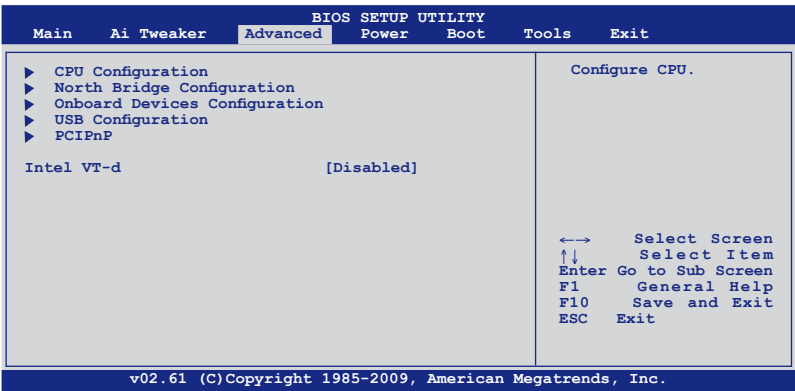 BIOS SETUP UTILITY
Main Ai Tweaker Advanced Power Boot Tools Exit
CPU Configuration
North Bridge Configuration
Onboard Devices Configuration
USB Configuration
PCIPnP
Intel VT-d [Disabled]
Configure CPU.
←→ Select Screen
↑↓ Select Item
Enter Go to Sub Screen
F1 General Help
F10 Save and Exit
ESC Exit
v02.61 (C)Copyright 1985-2009, American Megatrends, Inc.